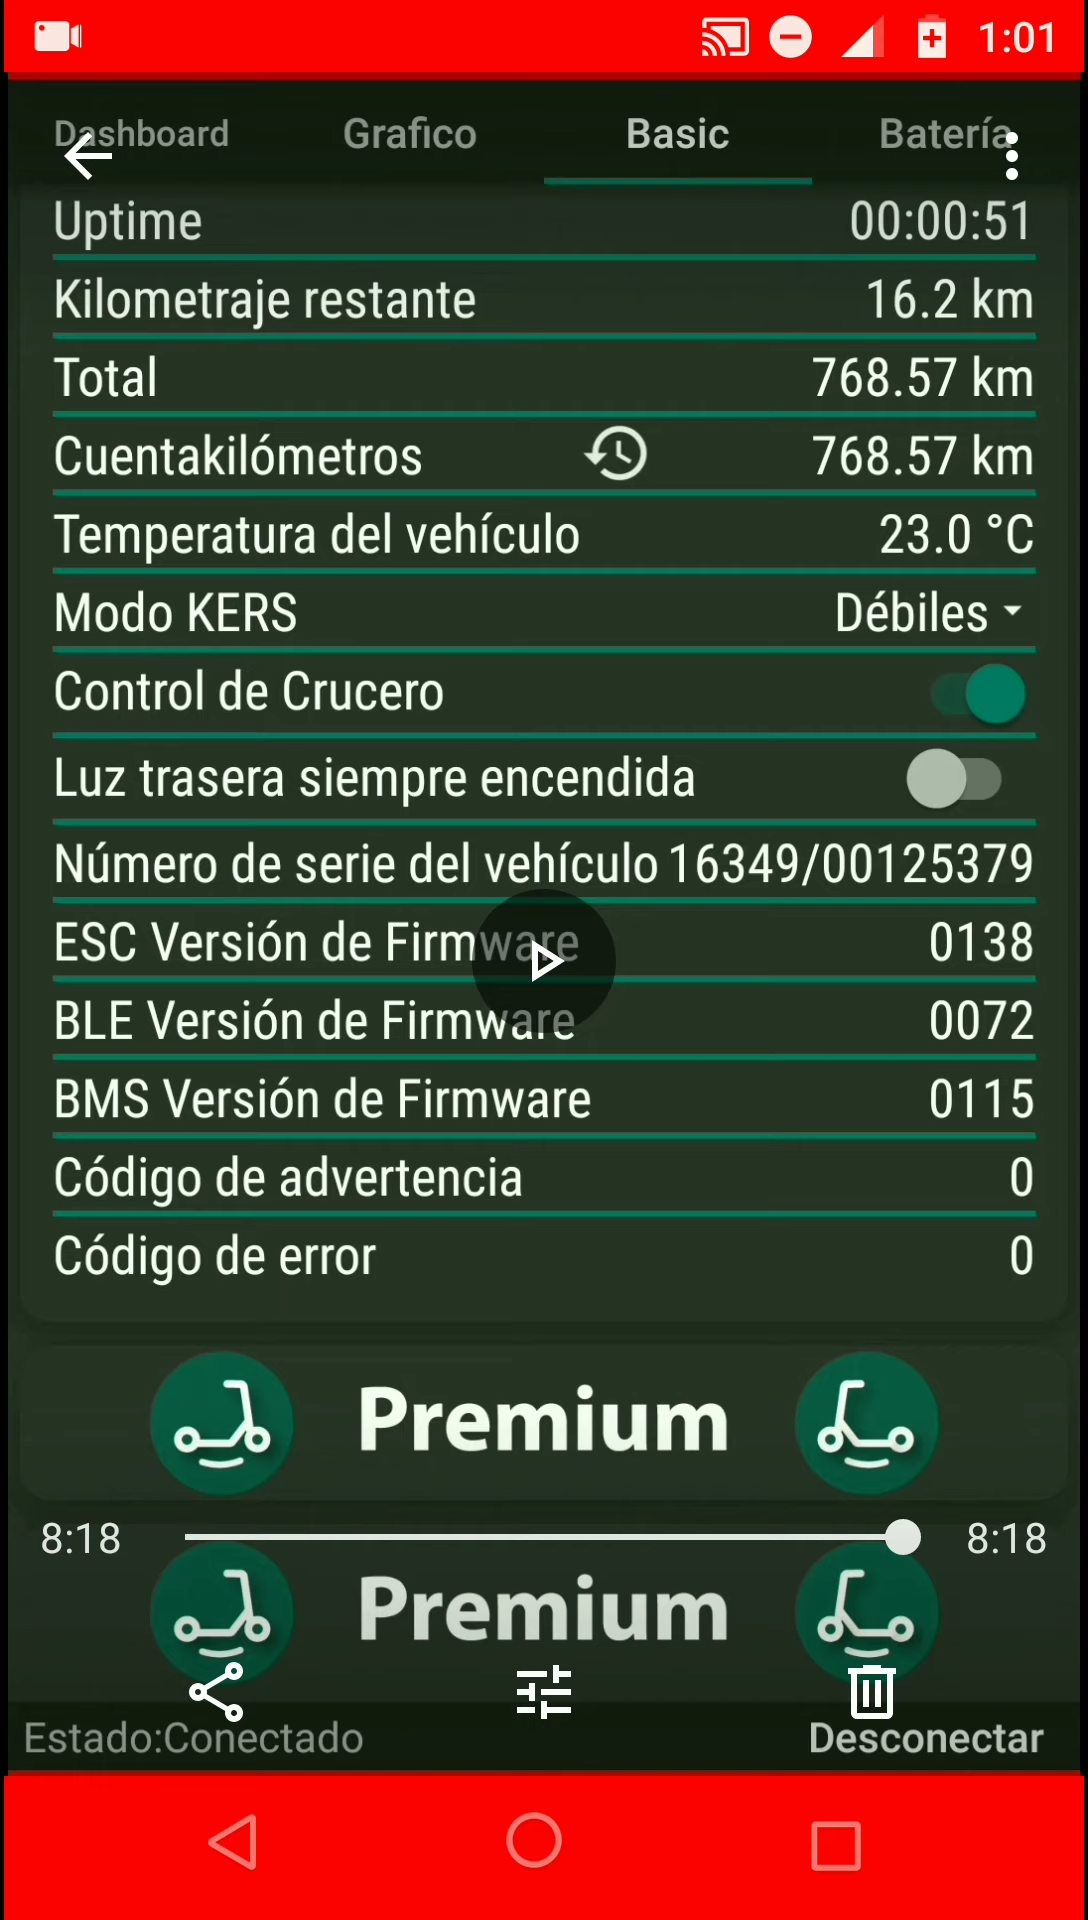 1:01
Dashboard Grafico Basic Batería
Uptime 00:00:51
Kilometraje restante 16.2 km
Total 768.57 km
Cuentakilómetros 768.57 km
Temperatura del vehículo 23.0 °C
Modo KERS Débiles
Control de Crucero
Luz trasera siempre encendida
Número de serie del vehículo 16349/00125379
ESC Versión de Firmware 0138
BLE Versión de Firmware 0072
BMS Versión de Firmware 0115
Código de advertencia 0
Código de error 0
Premium
8:18 8:18
Premium
Estado:Conectado Desconectar